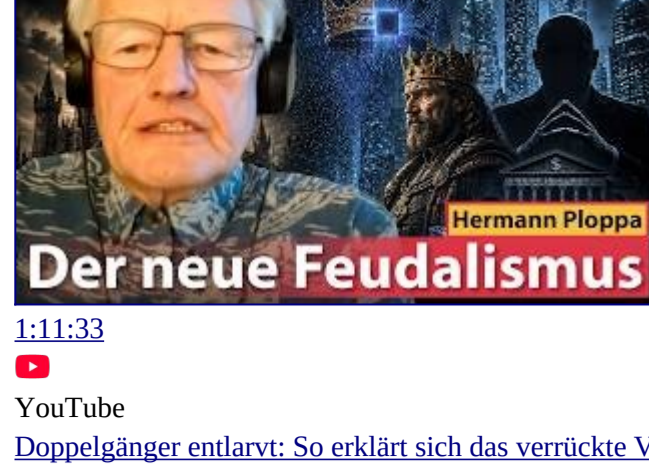 Hermann Ploppa
Der neue Feudalismus
1:11:33
YouTube
Doppelgänger entlarvt: So erklärt sich das verrückte V